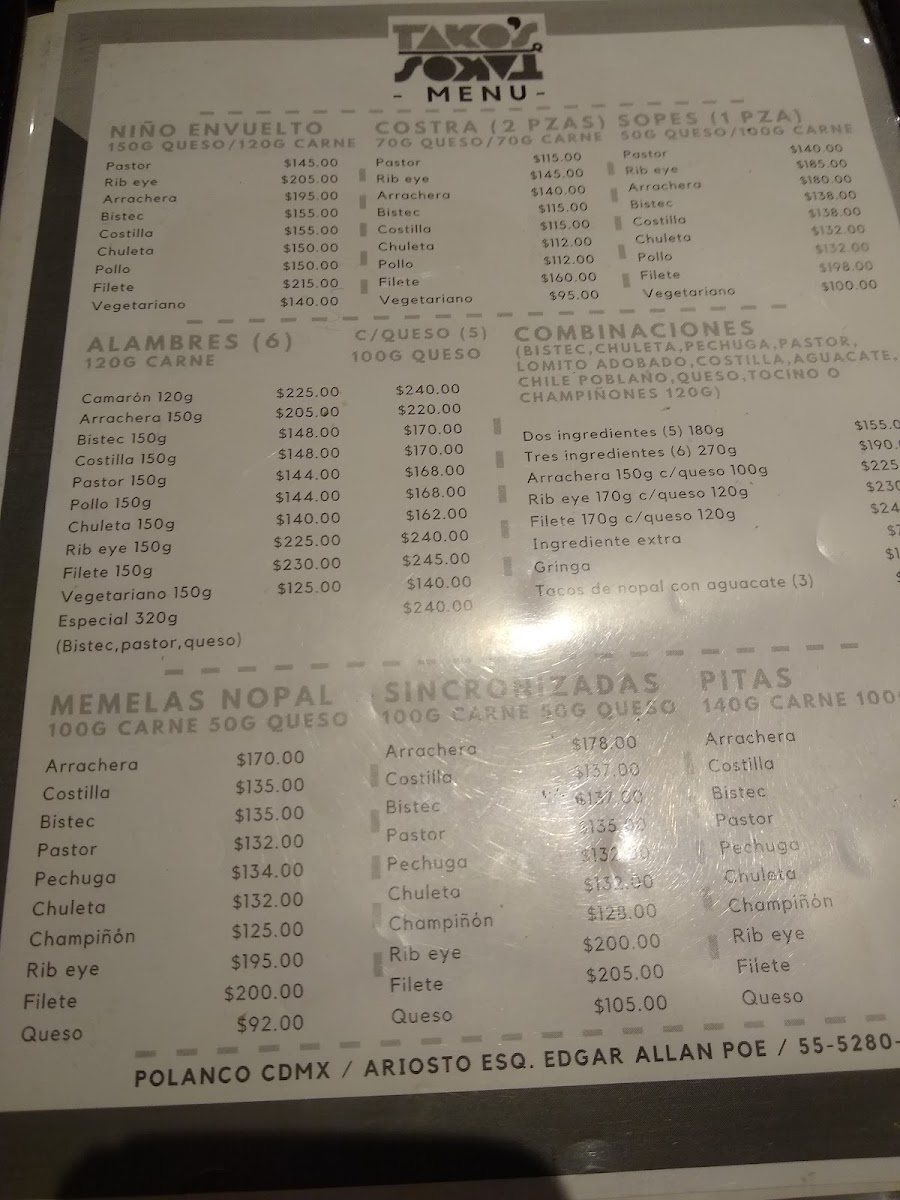 TAKO'S
TAKOS
- MENU -
NIÑO ENVUELTO
150G QUESO/120G CARNE
Pastor $145.00
Rib eye $205.00
Arrachera $195.00
Bistec $155.00
Costilla $155.00
Chuleta $150.00
Pollo $150.00
Filete $215.00
Vegetariano $140.00
COSTRA (2 PZAS)
70G QUESO/70G CARNE
Pastor $115.00
Rib eye $145.00
Arrachera $140.00
Bistec $115.00
Costilla $115.00
Chuleta $112.00
Pollo $112.00
Filete $160.00
Vegetariano $95.00
SOPES (1 PZA)
50G QUESO/100G CARNE
Pastor $140.00
Rib eye $185.00
Arrachera $180.00
Bistec $138.00
Costilla $138.00
Chuleta $132.00
Pollo $132.00
Filete $198.00
Vegetariano $100.00
ALAMBRES (6) C/QUESO (5)
120G CARNE 100G QUESO
Camarón 120g $225.00 $240.00
Arrachera 150g $205.00 $220.00
Bistec 150g $148.00 $170.00
Costilla 150g $148.00 $170.00
Pastor 150g $144.00 $168.00
Pollo 150g $144.00 $168.00
Chuleta 150g $140.00 $162.00
Rib eye 150g $225.00 $240.00
Filete 150g $230.00 $245.00
Vegetariano 150g $125.00 $140.00
Especial 320g $240.00
(Bistec,pastor,queso)
COMBINACIONES
(BISTEC,CHULETA,PECHUGA,PASTOR,
LOMITO ADOBADO,COSTILLA,AGUACATE,
CHILE POBLAÑO,QUESO,TOCINO O
CHAMPIÑONES 120G)
Dos ingredientes (5) 180g $155.0
Tres ingredientes (6) 270g $190.
Arrachera 150g c/queso 100g $225
Rib eye 170g c/queso 120g $230
Filete 170g c/queso 120g $24
Ingrediente extra
Gringa $1
Tacos de nopal con aguacate (3)
MEMELAS NOPAL
100G CARNE 50G QUESO
Arrachera $170.00
Costilla $135.00
Bistec $135.00
Pastor $132.00
Pechuga $134.00
Chuleta $132.00
Champiñón $125.00
Rib eye $195.00
Filete $200.00
Queso $92.00
SINCRONIZADAS
100G CARNE 50G QUESO
Arrachera $178.00
Costilla $137.00
Bistec $137.00
Pastor $135.00
Pechuga $132.00
Chuleta $132.00
Champiñón $128.00
Rib eye $200.00
Filete $205.00
Queso $105.00
PITAS
140G CARNE 100
Arrachera
Costilla
Bistec
Pastor
Pechuga
Chuleta
Champiñón
Rib eye
Filete
Queso
POLANCO CDMX / ARIOSTO ESQ. EDGAR ALLAN POE / 55-5280-